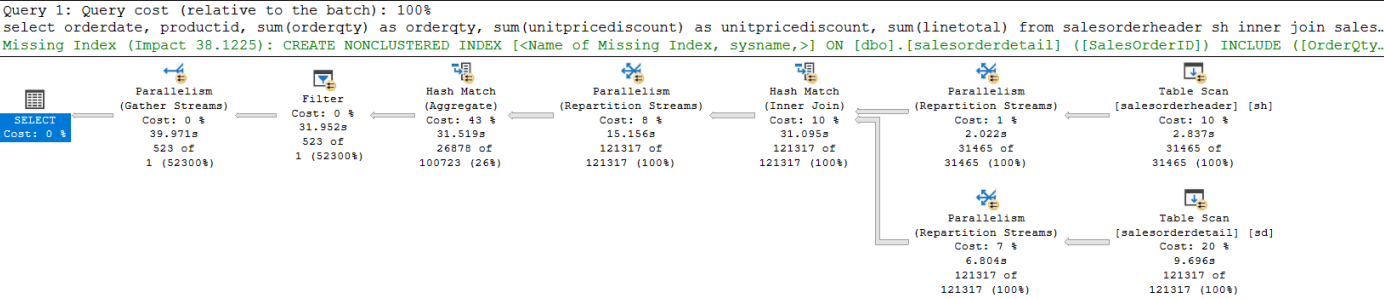 Query 1: Query cost (relative to the batch): 100%
select orderdate, productid, sum(orderqty) as orderqty, sum(unitpricediscount) as unitpricediscount, sum(linetotal) from salesorderheader sh inner join sales…
Missing Index (Impact 38.1225): CREATE NONCLUSTERED INDEX [<Name of Missing Index, sysname,>] ON [dbo].[salesorderdetail] ([SalesOrderID]) INCLUDE ([OrderQty…
SELECT
Cost: 0 %
Parallelism
(Gather Streams)
Cost: 0 %
39.971s
523 of
1 (52300%)
Filter
Cost: 0 %
31.952s
523 of
1 (52300%)
Hash Match
(Aggregate)
Cost: 43 %
31.519s
26878 of
100723 (26%)
Parallelism
(Repartition Streams)
Cost: 8 %
15.156s
121317 of
121317 (100%)
Hash Match
(Inner Join)
Cost: 10 %
31.095s
121317 of
121317 (100%)
Parallelism
(Repartition Streams)
Cost: 1 %
2.022s
31465 of
31465 (100%)
Table Scan
[salesorderheader] [sh]
Cost: 10 %
2.837s
31465 of
31465 (100%)
Parallelism
(Repartition Streams)
Cost: 7 %
6.804s
121317 of
121317 (100%)
Table Scan
[salesorderdetail] [sd]
Cost: 20 %
9.696s
121317 of
121317 (100%)